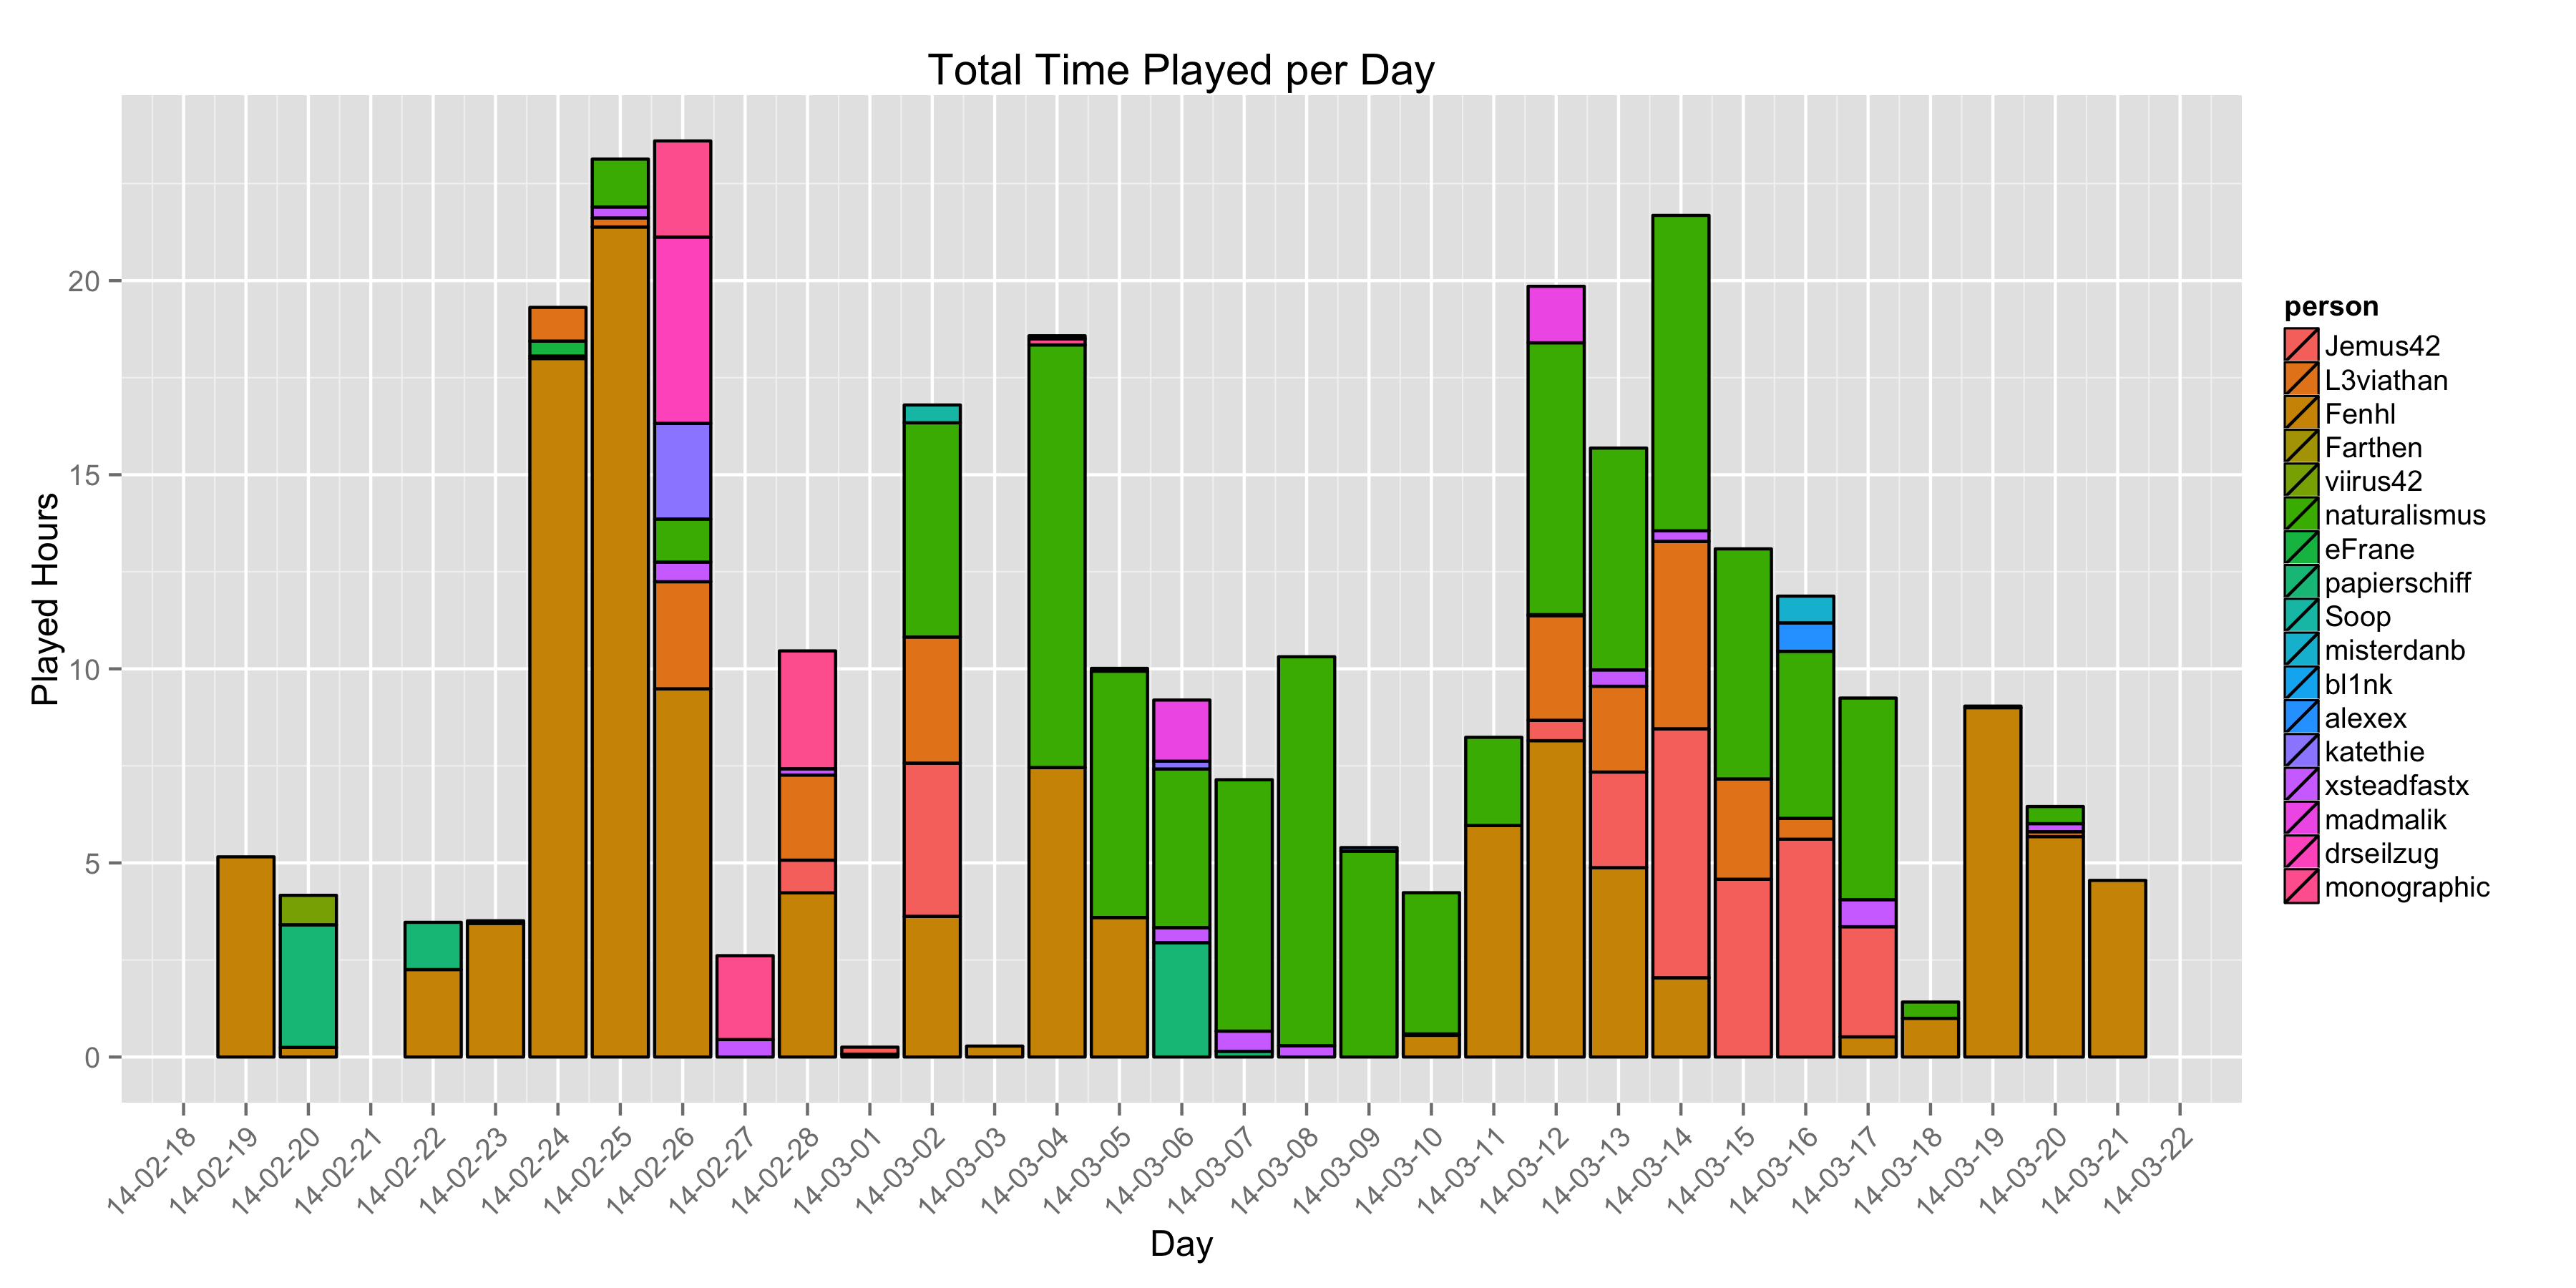 Total Time Played per Day
Played Hours
20
15
10
5
0
14-02-18
14-02-19
14-02-20
14-02-21
14-02-22
14-02-23
14-02-24
14-02-25
14-02-26
14-02-27
14-02-28
14-03-01
14-03-02
14-03-03
14-03-04
14-03-05
14-03-06
14-03-07
14-03-08
14-03-09
14-03-10
14-03-11
14-03-12
14-03-13
14-03-14
14-03-15
14-03-16
14-03-17
14-03-18
14-03-19
14-03-20
14-03-21
14-03-22
Day
person
Jemus42
L3viathan
Fenhl
Farthen
viirus42
naturalismus
eFrane
papierschiff
Soop
misterdanb
bl1nk
alexex
katethie
xsteadfastx
madmalik
drseilzug
monographic